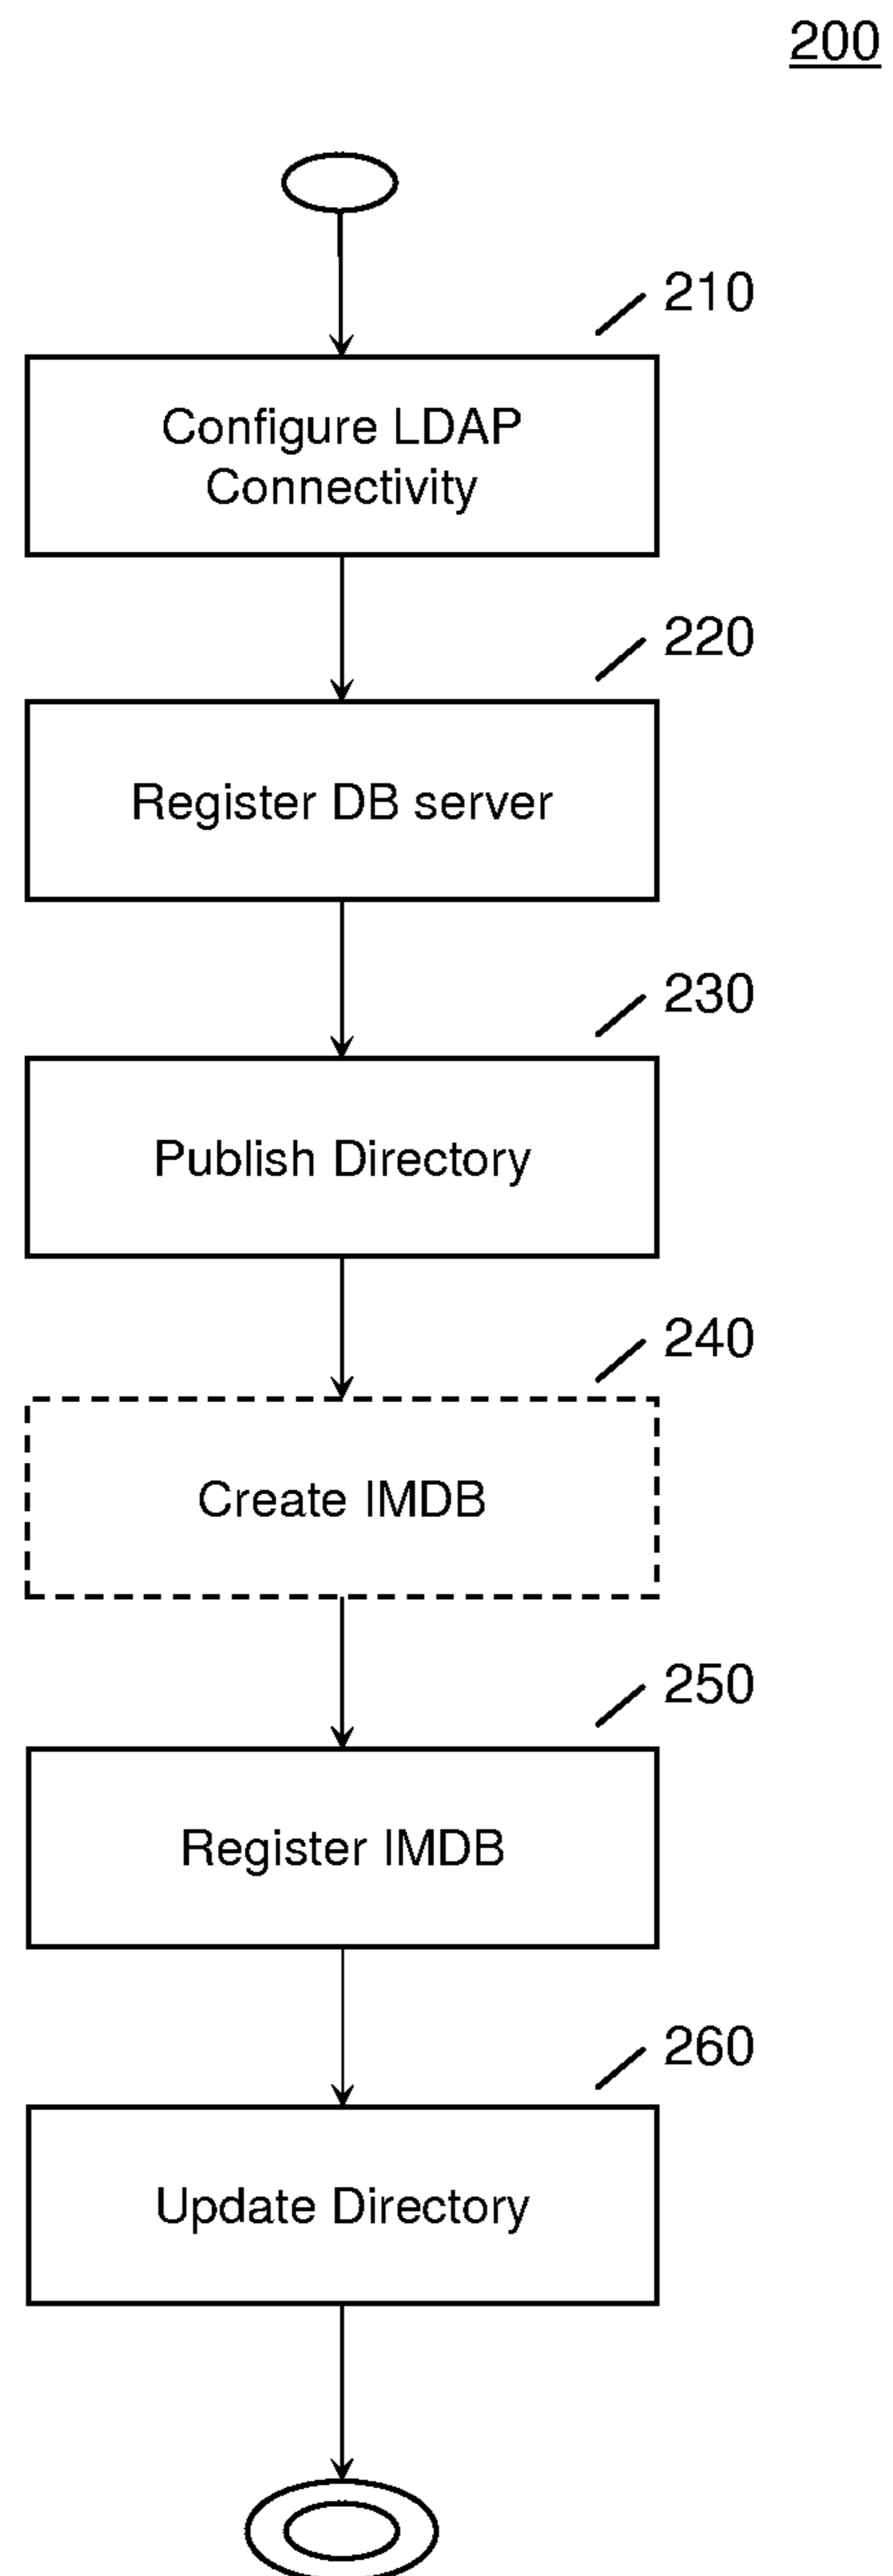 200
210
Configure LDAP
Connectivity
220
Register DB server
230
Publish Directory
240
Create IMDB
250
Register IMDB
260
Update Directory